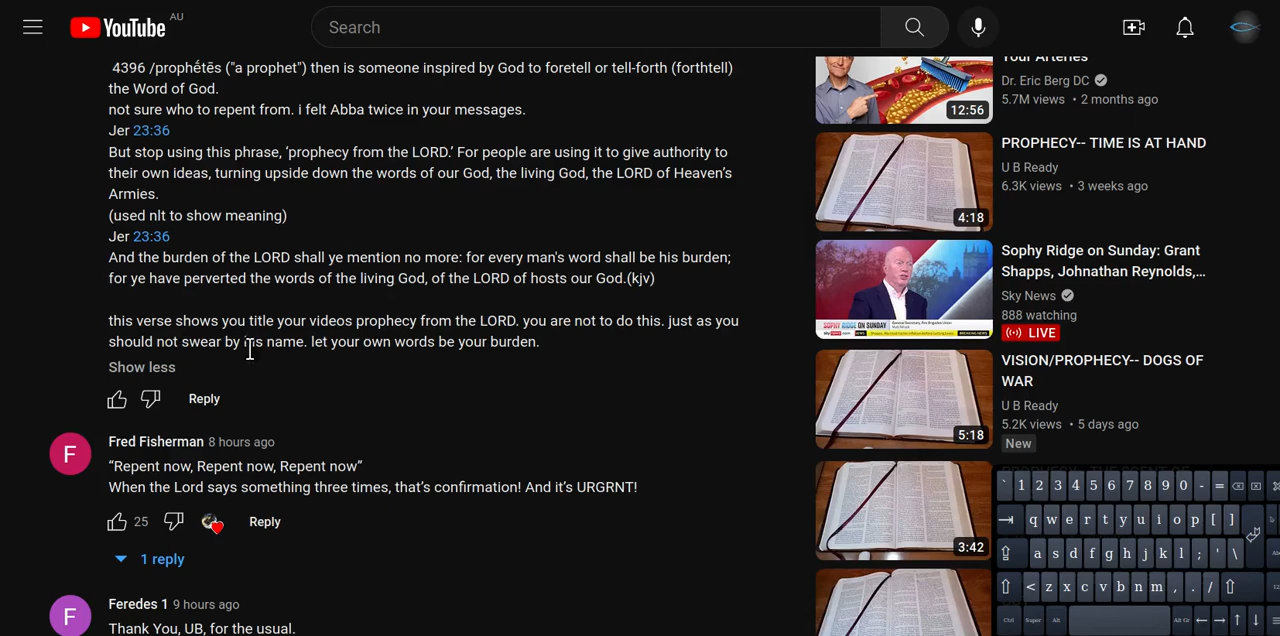 YouTube AU
Search
4396 /prophḗtēs ("a prophet") then is someone inspired by God to foretell or tell-forth (forthtell)
the Word of God.
not sure who to repent from. i felt Abba twice in your messages.
Jer 23:36
But stop using this phrase, ‘prophecy from the LORD.’ For people are using it to give authority to
their own ideas, turning upside down the words of our God, the living God, the LORD of Heaven’s
Armies.
(used nlt to show meaning)
Jer 23:36
And the burden of the LORD shall ye mention no more: for every man's word shall be his burden;
for ye have perverted the words of the living God, of the LORD of hosts our God.(kjv)
this verse shows you title your videos prophecy from the LORD. you are not to do this. just as you
should not swear by his name. let your own words be your burden.
Show less
Reply
F
Fred Fisherman 8 hours ago
“Repent now, Repent now, Repent now”
When the Lord says something three times, that’s confirmation! And it’s URGRNT!
25 Reply
1 reply
F
Feredes 1 9 hours ago
Thank You, UB, for the usual.
Your Arteries
Dr. Eric Berg DC
5.7M views • 2 months ago
12:56
PROPHECY-- TIME IS AT HAND
U B Ready
6.3K views • 3 weeks ago
4:18
Sophy Ridge on Sunday: Grant
Shapps, Johnathan Reynolds,...
Sky News
888 watching
LIVE
SOPHY RIDGE ON SUNDAY
VISION/PROPHECY-- DOGS OF
WAR
U B Ready
5.2K views • 5 days ago
New
5:18
3:42
` 1 2 3 4 5 6 7 8 9 0 - =
q w e r t y u i o p [ ]
a s d f g h j k l ; ' \
< z x c v b n m , . /
Ctrl Super Alt Alt Gr